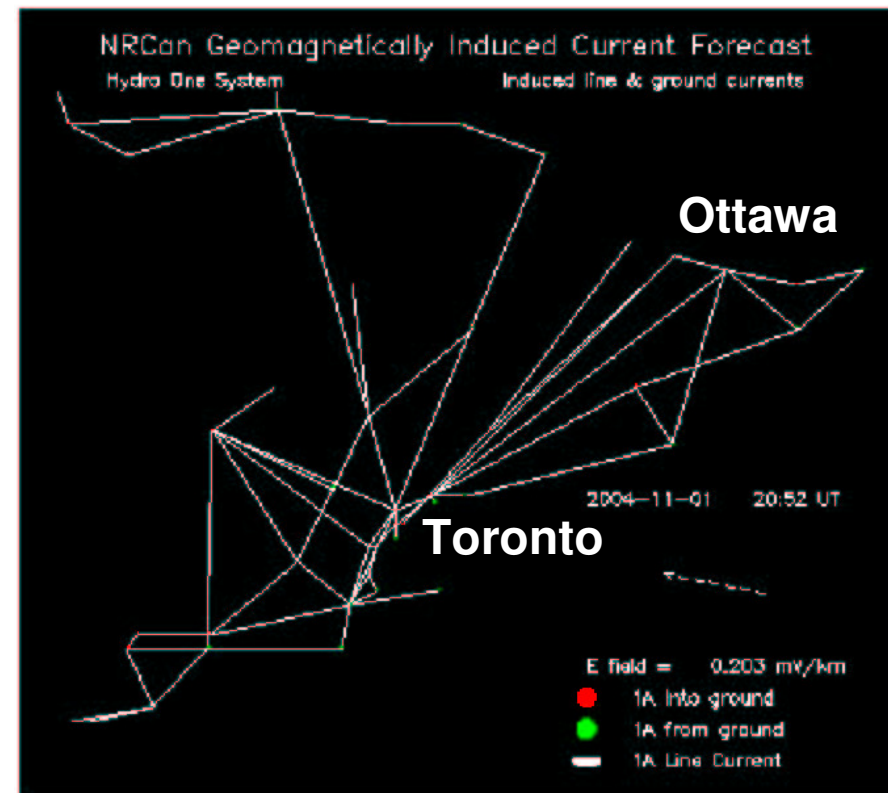 NRCan Geomagnetically Induced Current Forecast
Hydro One System Induced line & ground currents
Ottawa
2004-11-01 20:52 UT
Toronto
E field = 0.203 mV/km
1A into ground
1A from ground
1A Line Current